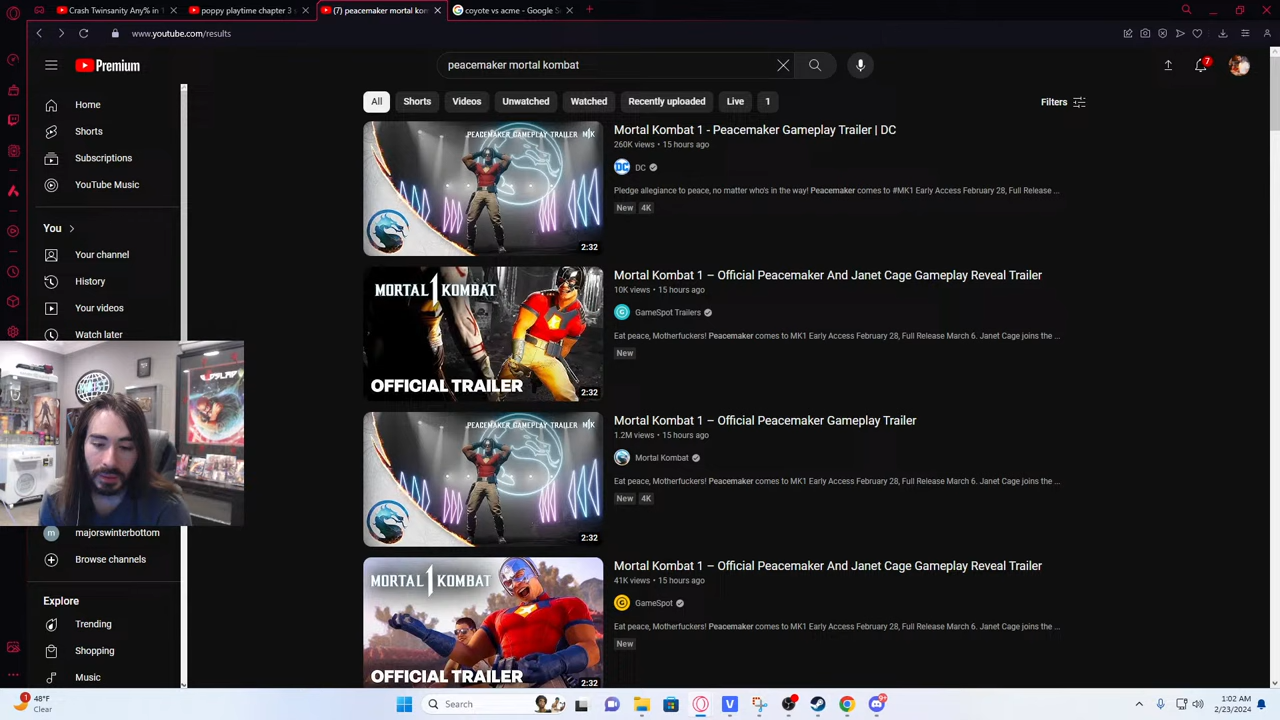 Crash Twinsanity Any% in 1
poppy playtime chapter 3
(7) peacemaker mortal kom
coyote vs acme - Google S
www.youtube.com/results
Premium
peacemaker mortal kombat
7
Home
Shorts
Subscriptions
YouTube Music
You
Your channel
History
Your videos
Watch later
majorswinterbottom
Browse channels
Explore
Trending
Shopping
Music
All
Shorts
Videos
Unwatched
Watched
Recently uploaded
Live
1
Filters
PEACEMAKER GAMEPLAY TRAILER
2:32
Mortal Kombat 1 - Peacemaker Gameplay Trailer | DC
260K views • 15 hours ago
DC
DC
Pledge allegiance to peace, no matter who's in the way! Peacemaker comes to #MK1 Early Access February 28, Full Release ...
New 4K
MORTAL 1 KOMBAT
OFFICIAL TRAILER
2:32
Mortal Kombat 1 – Official Peacemaker And Janet Cage Gameplay Reveal Trailer
10K views • 15 hours ago
GameSpot Trailers
Eat peace, Motherfuckers! Peacemaker comes to MK1 Early Access February 28, Full Release March 6. Janet Cage joins the ...
New
PEACEMAKER GAMEPLAY TRAILER
2:32
Mortal Kombat 1 – Official Peacemaker Gameplay Trailer
1.2M views • 15 hours ago
Mortal Kombat
Eat peace, Motherfuckers! Peacemaker comes to MK1 Early Access February 28, Full Release March 6. Janet Cage joins the ...
New 4K
MORTAL 1 KOMBAT
OFFICIAL TRAILER
2:32
Mortal Kombat 1 – Official Peacemaker And Janet Cage Gameplay Reveal Trailer
41K views • 15 hours ago
GameSpot
Eat peace, Motherfuckers! Peacemaker comes to MK1 Early Access February 28, Full Release March 6. Janet Cage joins the ...
New
1
48°F
Clear
Search
1:02 AM
2/23/2024